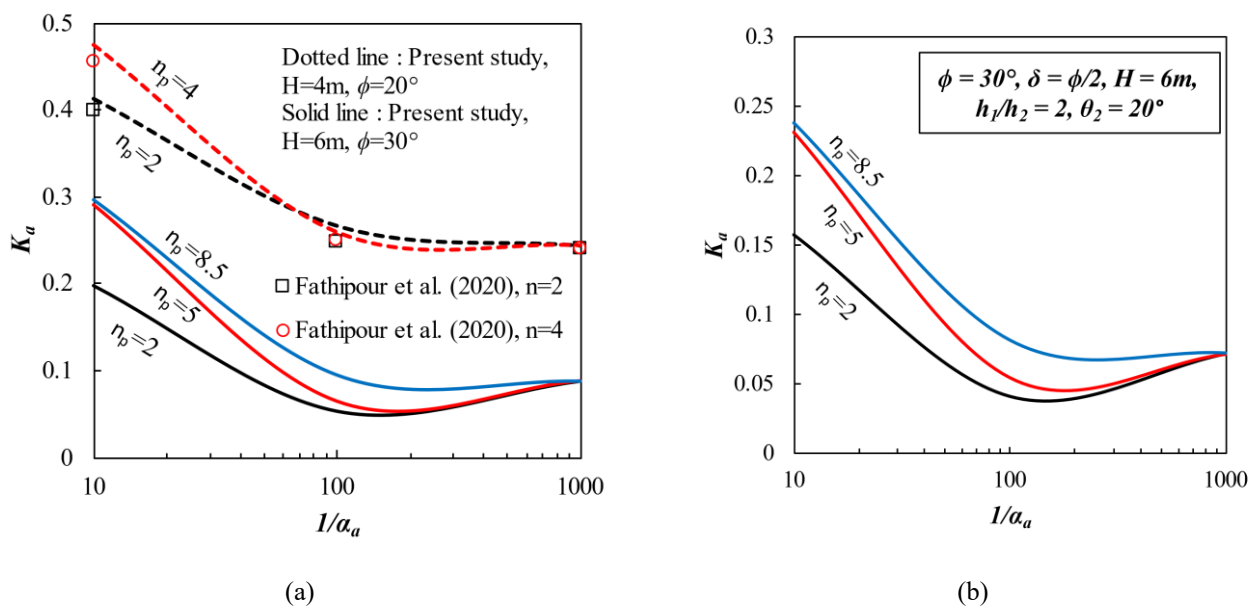 0.5
0.4
0.3
0.2
0.1
0
K_a
10
100
1000
1/α_a
n_p=4
n_p=2
Dotted line : Present study,
H=4m, ϕ=20°
Solid line : Present study,
H=6m, ϕ=30°
n_p=8.5
n_p=5
n_p=2
Fathipour et al. (2020), n=2
Fathipour et al. (2020), n=4
(a)
0.3
0.25
0.2
0.15
0.1
0.05
0
K_a
10
100
1000
1/α_a
ϕ = 30°, δ = ϕ/2, H = 6m,
h_1/h_2 = 2, θ_2 = 20°
n_p=8.5
n_p=5
n_p=2
(b)